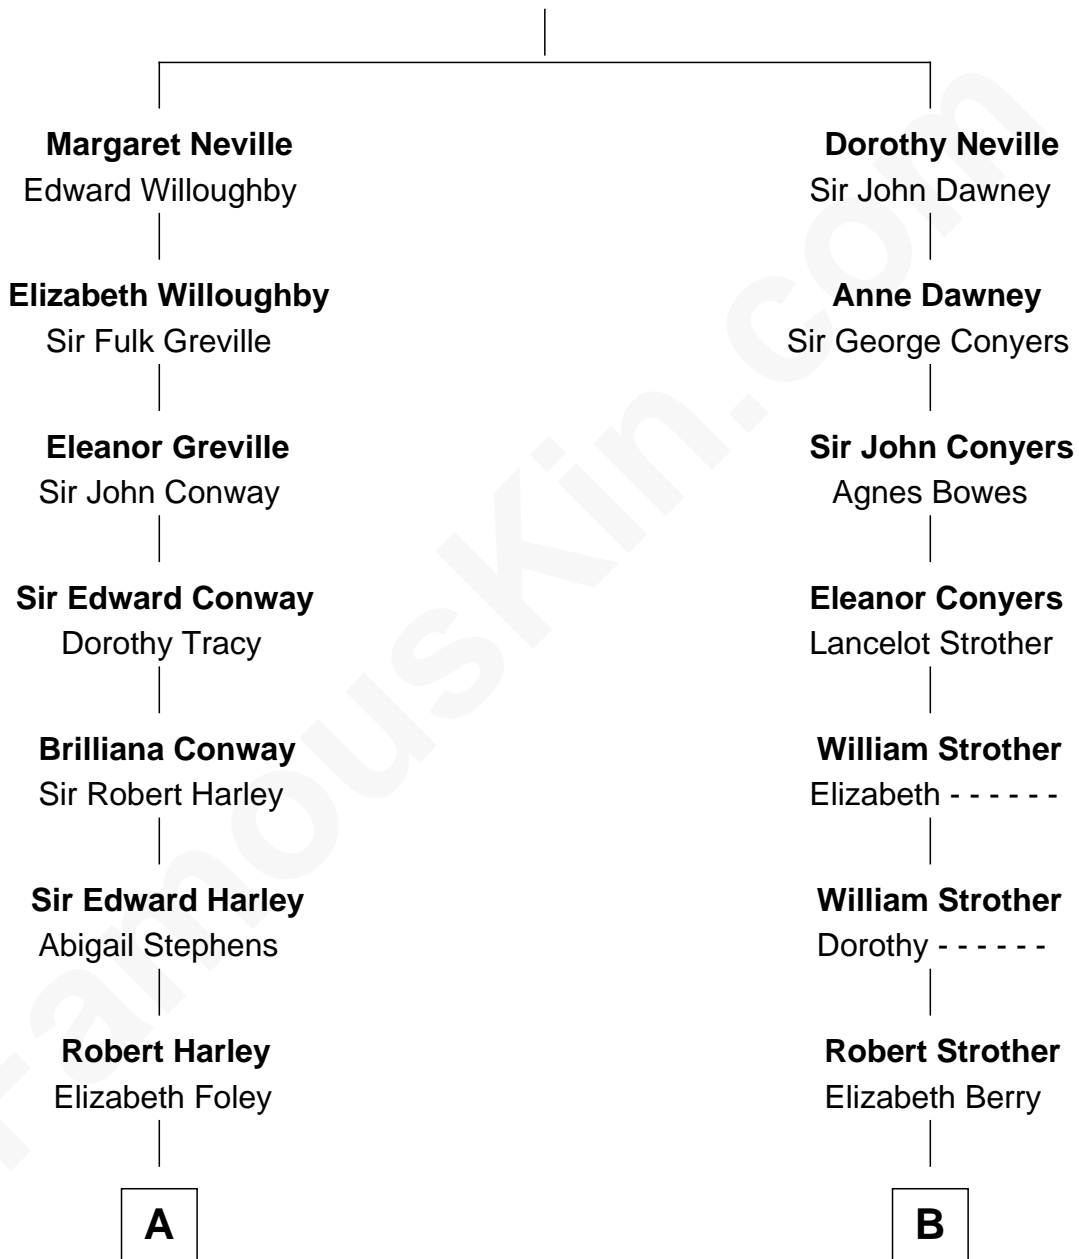 Margaret Neville
Edward Willoughby
Dorothy Neville
Sir John Dawney
Elizabeth Willoughby
Sir Fulk Greville
Anne Dawney
Sir George Conyers
Eleanor Greville
Sir John Conway
Sir John Conyers
Agnes Bowes
Sir Edward Conway
Dorothy Tracy
Eleanor Conyers
Lancelot Strother
Brilliana Conway
Sir Robert Harley
William Strother
Elizabeth - - - - - -
Sir Edward Harley
Abigail Stephens
William Strother
Dorothy - - - - - -
Robert Harley
Elizabeth Foley
Robert Strother
Elizabeth Berry
A
B
FamousKin.com